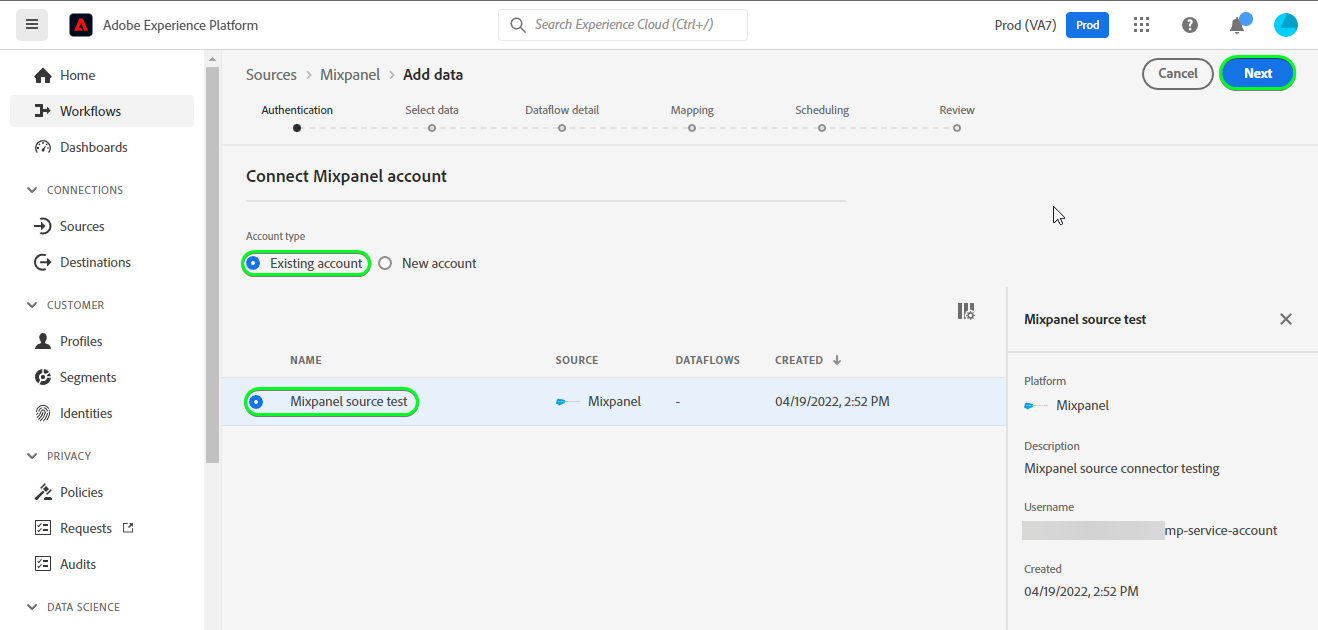 Adobe Experience Platform
Search Experience Cloud (Ctrl+/)
Prod (VA7)
Prod
Home
Workflows
Dashboards
CONNECTIONS
Sources
Destinations
CUSTOMER
Profiles
Segments
Identities
PRIVACY
Policies
Requests
Audits
DATA SCIENCE
Sources > Mixpanel > Add data
Cancel
Next
Authentication
Select data
Dataflow detail
Mapping
Scheduling
Review
Connect Mixpanel account
Account type
Existing account
New account
NAME SOURCE DATAFLOWS CREATED ↓
Mixpanel source test Mixpanel - 04/19/2022, 2:52 PM
Mixpanel source test
Platform
Mixpanel
Description
Mixpanel source connector testing
Username
mp-service-account
Created
04/19/2022, 2:52 PM